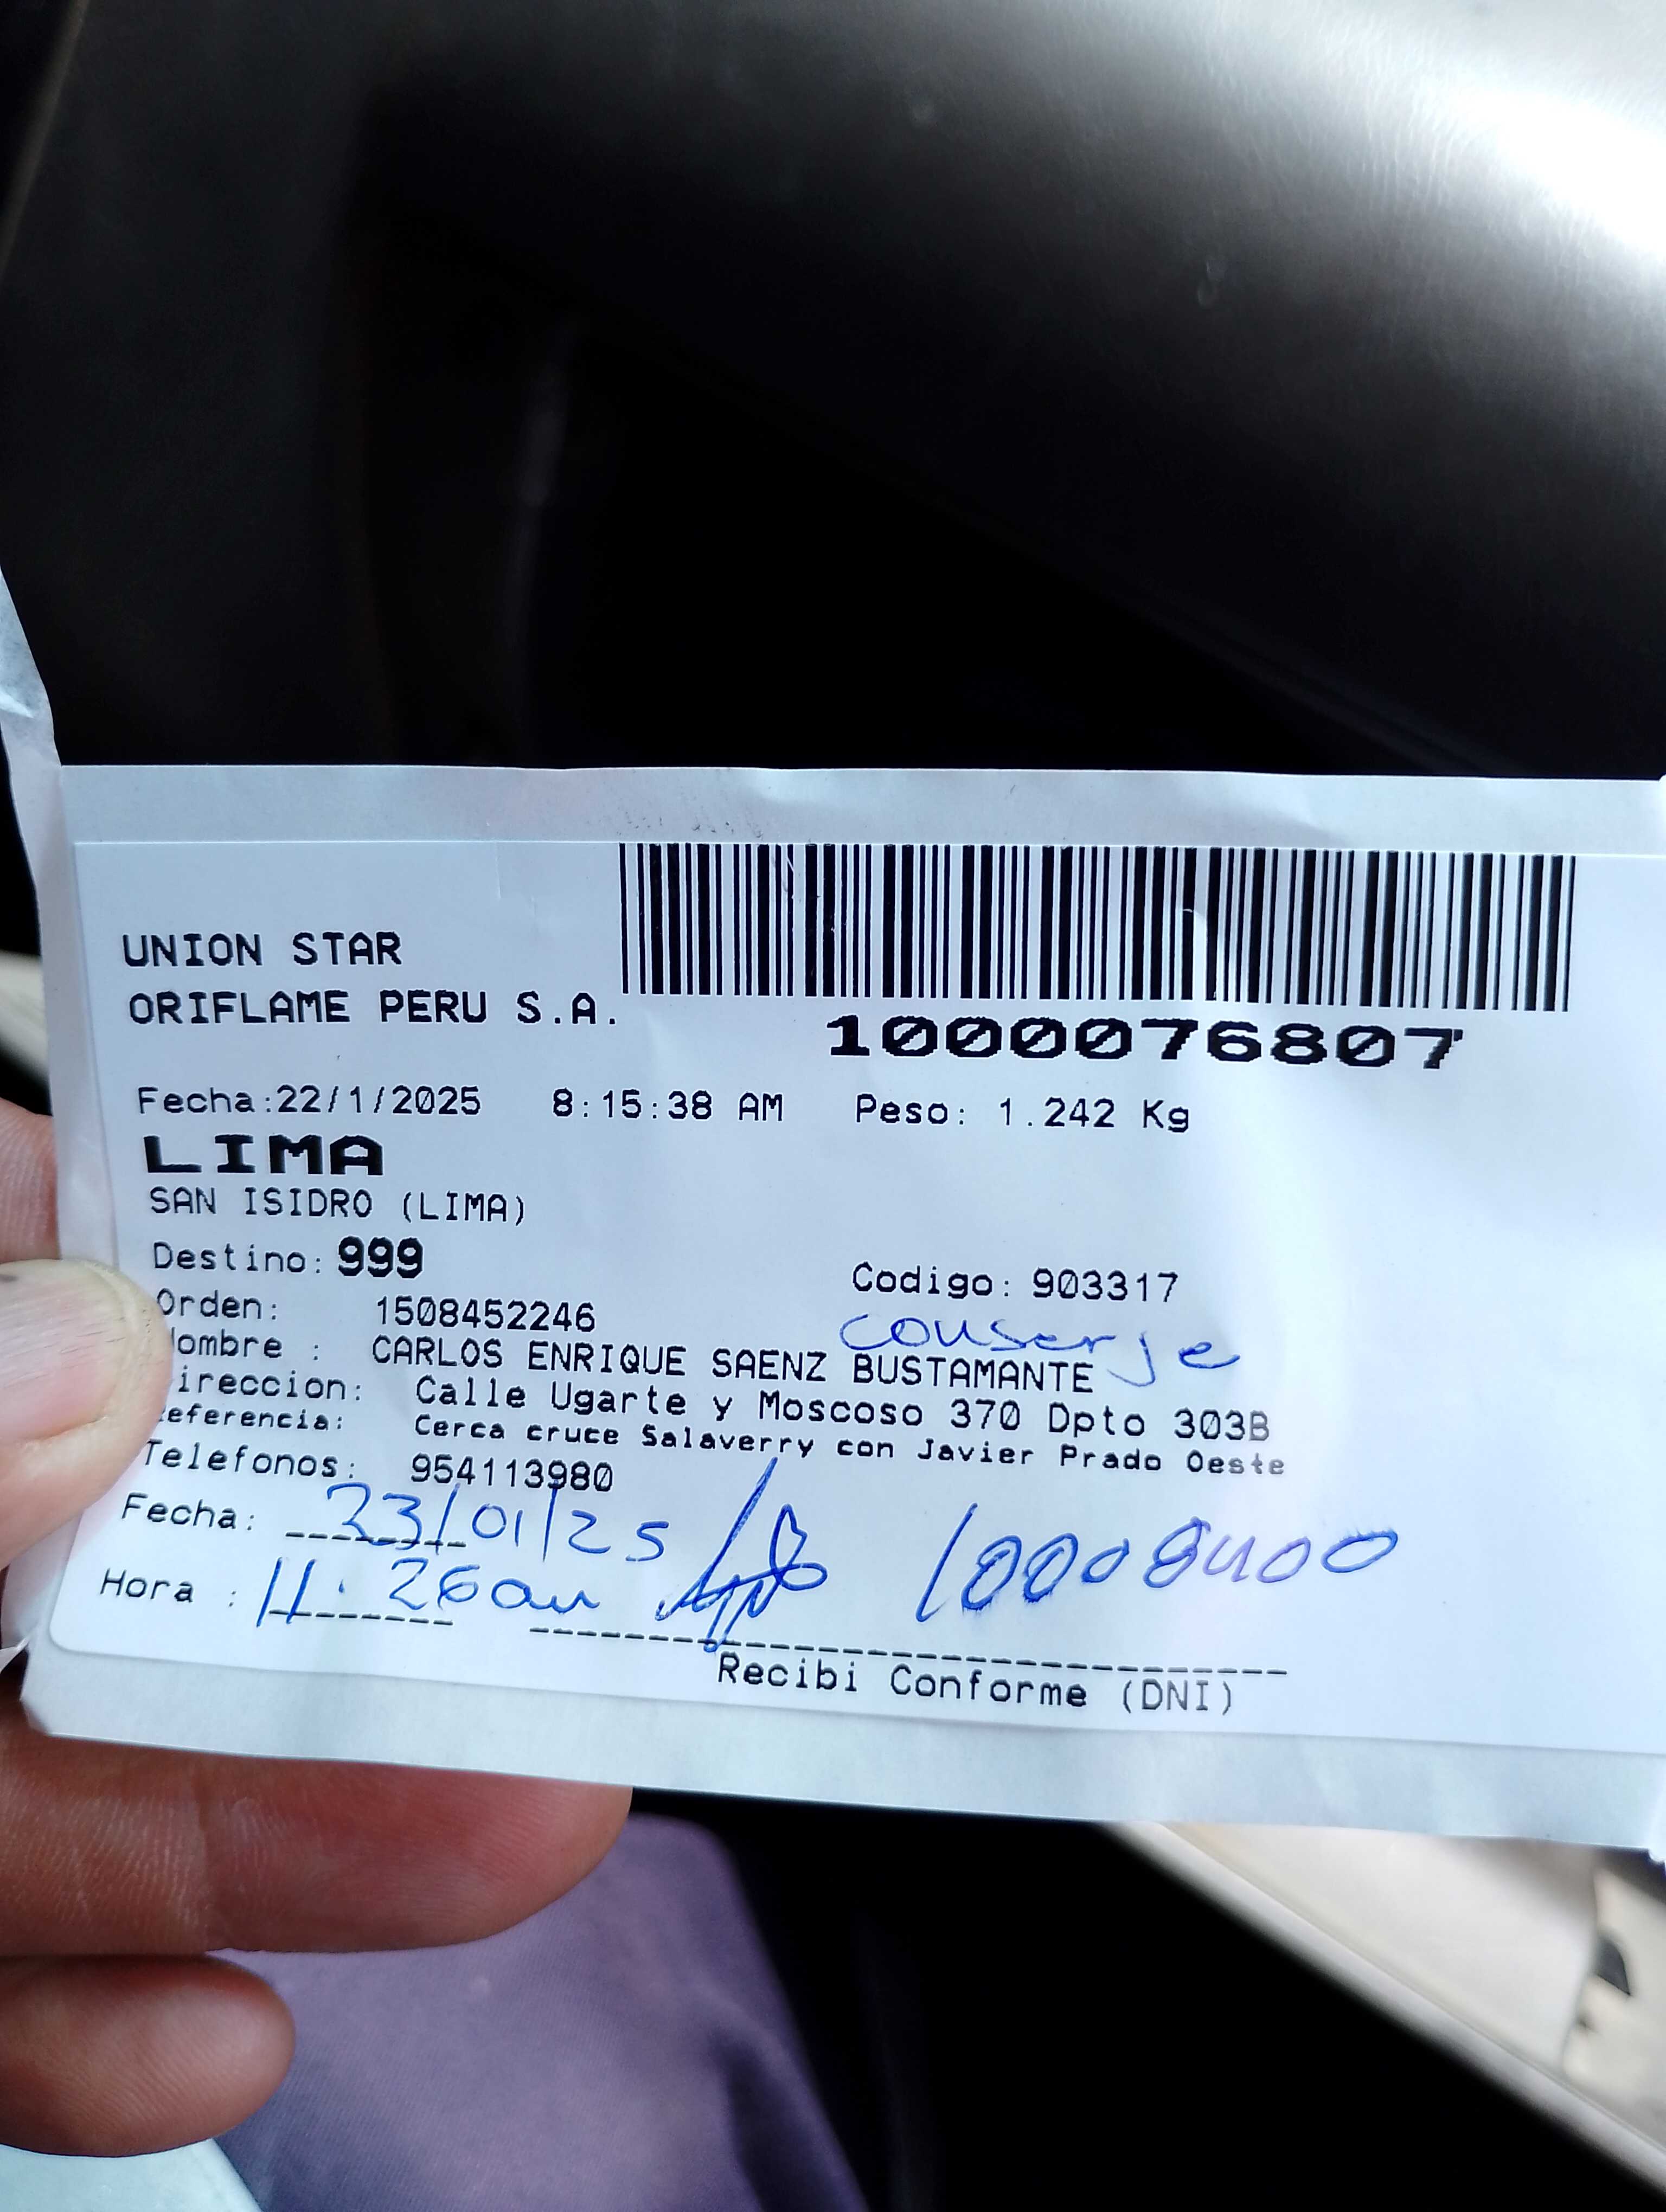 UNION STAR
ORIFLAME PERU S.A.
1000076807
Fecha:22/1/2025 8:15:38 AM Peso: 1.242 Kg
LIMA
SAN ISIDRO (LIMA)
Destino: 999 Codigo: 903317
Orden: 1508452246
conserje
ombre : CARLOS ENRIQUE SAENZ BUSTAMANTE
ireccion: Calle Ugarte y Moscoso 370 Dpto 303B
eferencia: Cerca cruce Salaverry con Javier Prado Oeste
Telefonos: 954113980
Fecha: 23/01/25 10008400
Hora : 11:26am
Recibi Conforme (DNI)